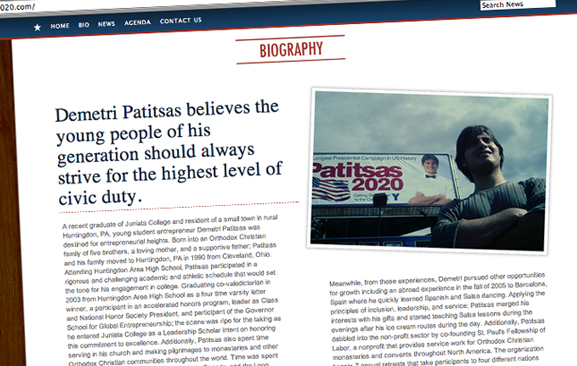 020.com/
Search News
HOME BIO NEWS AGENDA CONTACT US
BIOGRAPHY
Demetri Patitsas believes the
young people of his
generation should always
strive for the highest level of
civic duty.
A recent graduate of Juniata College and resident of a small town in rural
Huntingdon, PA, young student entrepreneur Demetri Patitsas was
destined for entrepreneurial heights. Born into an Orthodox Christian
family of five brothers, a loving mother, and a supportive father; Patitsas
and his family moved to Huntingdon, PA in 1990 from Cleveland, Ohio
Attending Huntingdon Area High School, Patitsas participated in a
rigorous and challenging academic and athletic schedule that would set
the tone for his engagement in college. Graduating co-valedictorian in
2003 from Huntingdon Area High School as a four time varsity letter
winner, a participant in an accelerated honors program, leader as Class
and National Honor Society President, and participant of the Governor
School for Global Entrepreneurship; the scene was ripe for the taking as
he entered Juniata College as a Leadership Scholar intent on honoring
this commitment to excellence. Additionally, Patitsas also spent time
serving in his church and making pilgrimages to monasteries and other
Orthodox Christian communities throughout the world. Time was spent
Longest Presidential Campaign in US History
Patitsas
2020
Meanwhile, from these experiences, Demetri pursued other opportunities
for growth including an abroad experience in the fall of 2005 to Barcelona,
Spain where he quickly learned Spanish and Salsa dancing. Applying the
principles of inclusion, leadership, and service; Patitsas merged his
interests with his gifts and started teaching Salsa lessons during the
evenings after his ice cream routes during the day. Additionally, Patitsas
dabbled into the non-profit sector by co-founding St. Paul's Fellowship of
Labor, a nonprofit that provides service work for Orthodox Christian
monasteries and convents throughout North America. The organization
annual retreats that take participants to four different nations